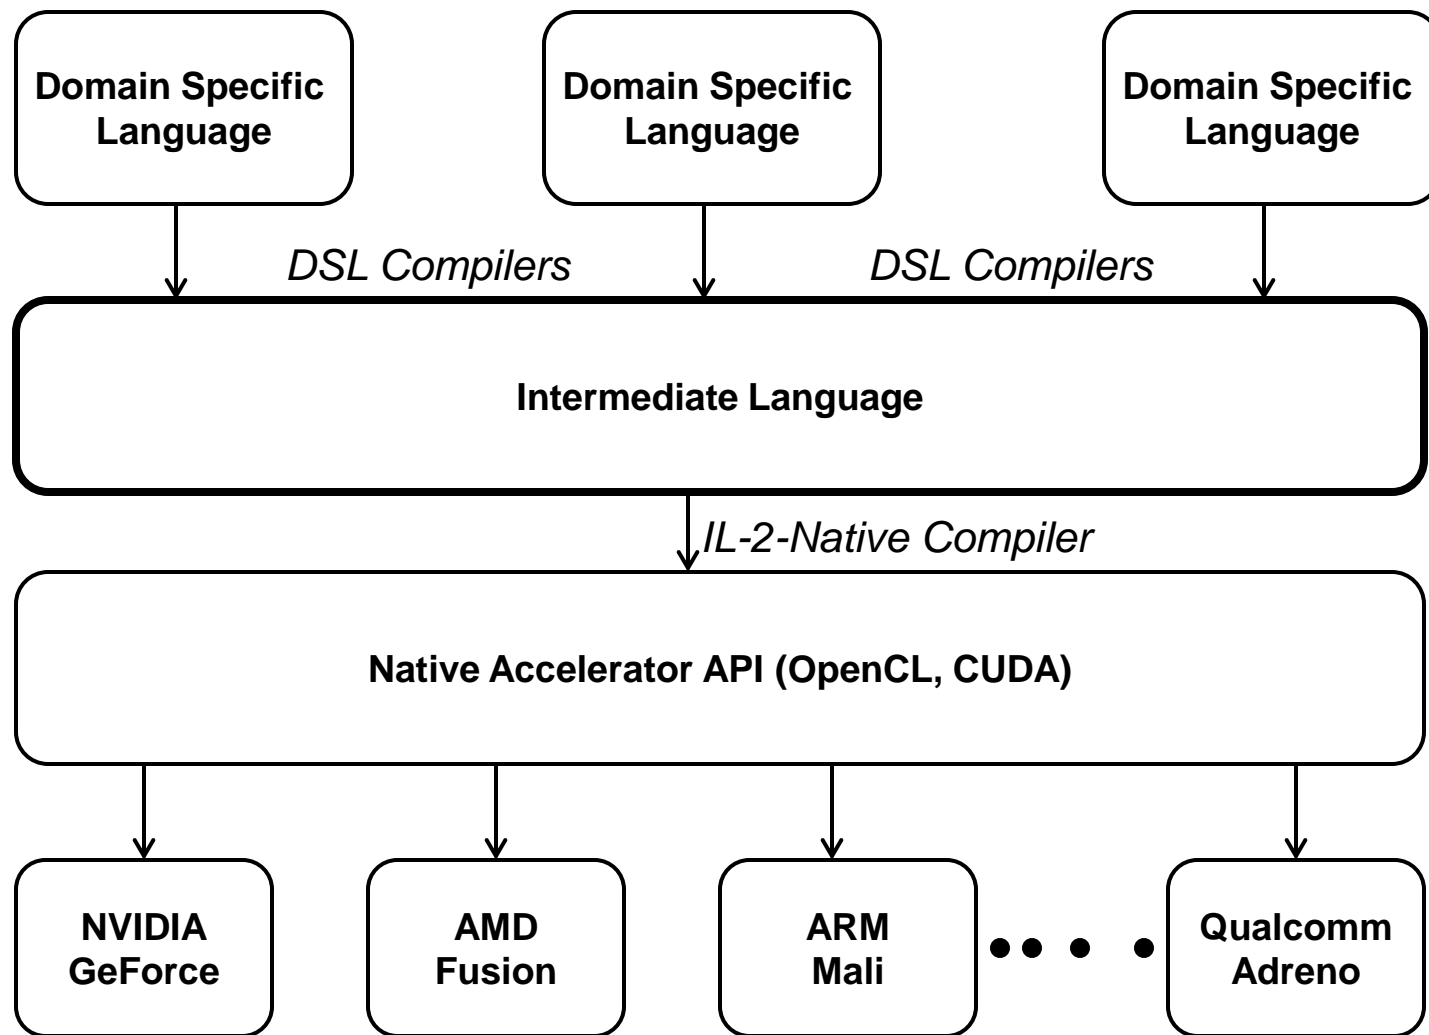 Domain Specific
Language
Domain Specific
Language
Domain Specific
Language
DSL Compilers
DSL Compilers
Intermediate Language
IL-2-Native Compiler
Native Accelerator API (OpenCL, CUDA)
NVIDIA
GeForce
AMD
Fusion
ARM
Mali
Qualcomm
Adreno